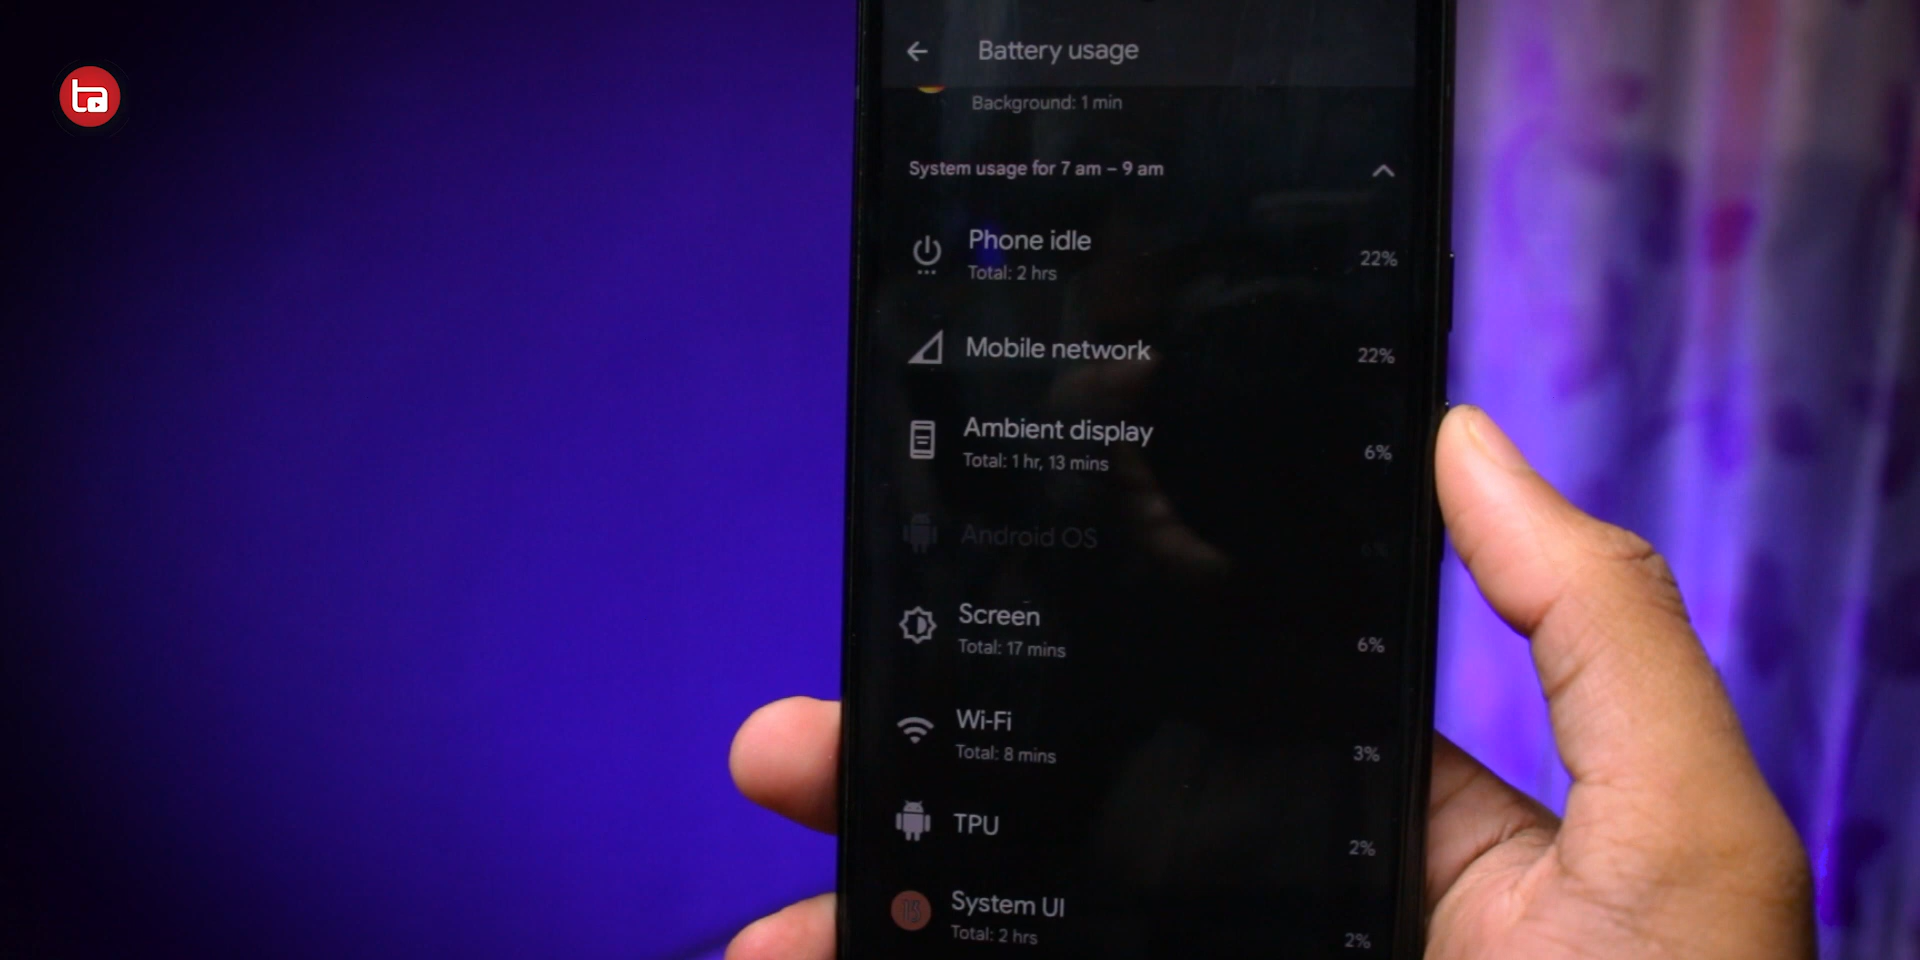 ta
Battery usage
Background: 1 min
System usage for 7 am – 9 am
Phone idle
Total: 2 hrs
22%
Mobile network
22%
Ambient display
Total: 1 hr, 13 mins
6%
Android OS
6%
Screen
Total: 17 mins
6%
Wi-Fi
Total: 8 mins
3%
TPU
2%
System UI
Total: 2 hrs
2%